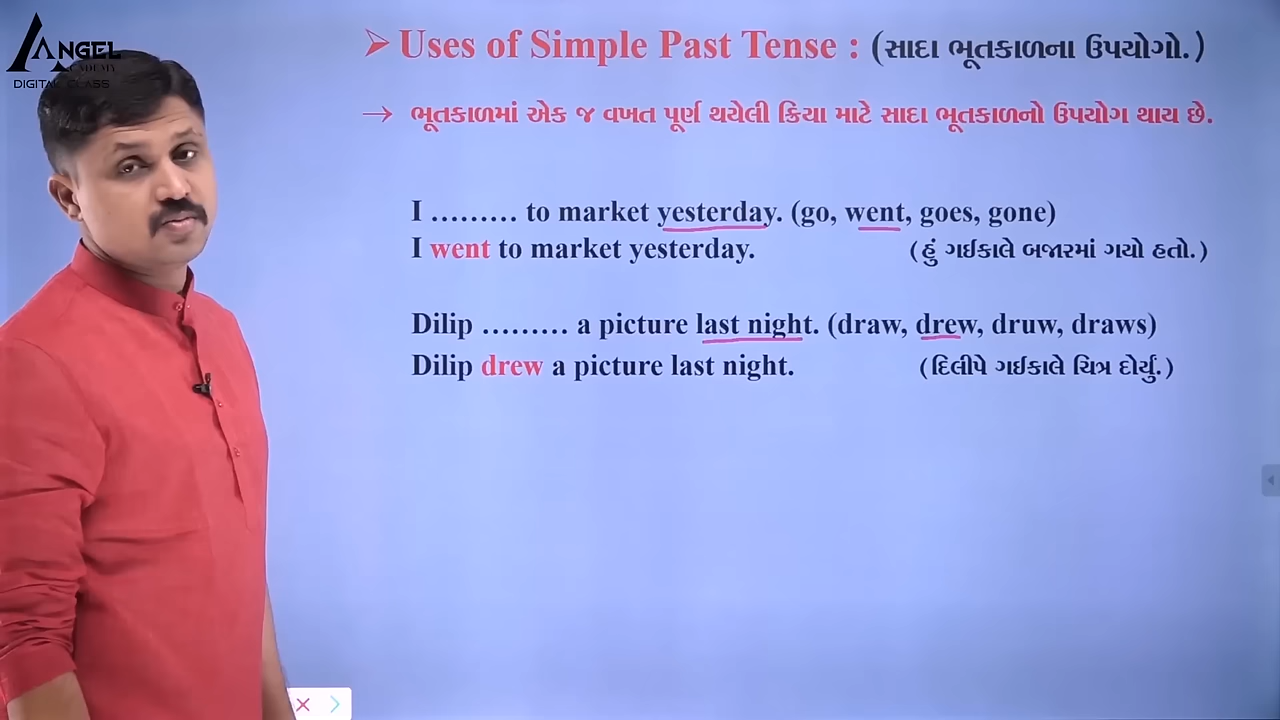 ANGEL
ACADEMY
DIGITAL CLASS
➢ Uses of Simple Past Tense : (સાદા ભૂતકાળના ઉપયોગો.)
→ ભૂતકાળમાં એક જ વખત પૂર્ણ થયેલી ક્રિયા માટે સાદા ભૂતકાળનો ઉપયોગ થાય છે.
I ……… to market yesterday. (go, went, goes, gone)
I went to market yesterday. (હું ગઈકાલે બજારમાં ગયો હતો.)
Dilip ……… a picture last night. (draw, drew, druw, draws)
Dilip drew a picture last night. (દિલીપે ગઈકાલે ચિત્ર દોર્યું.)